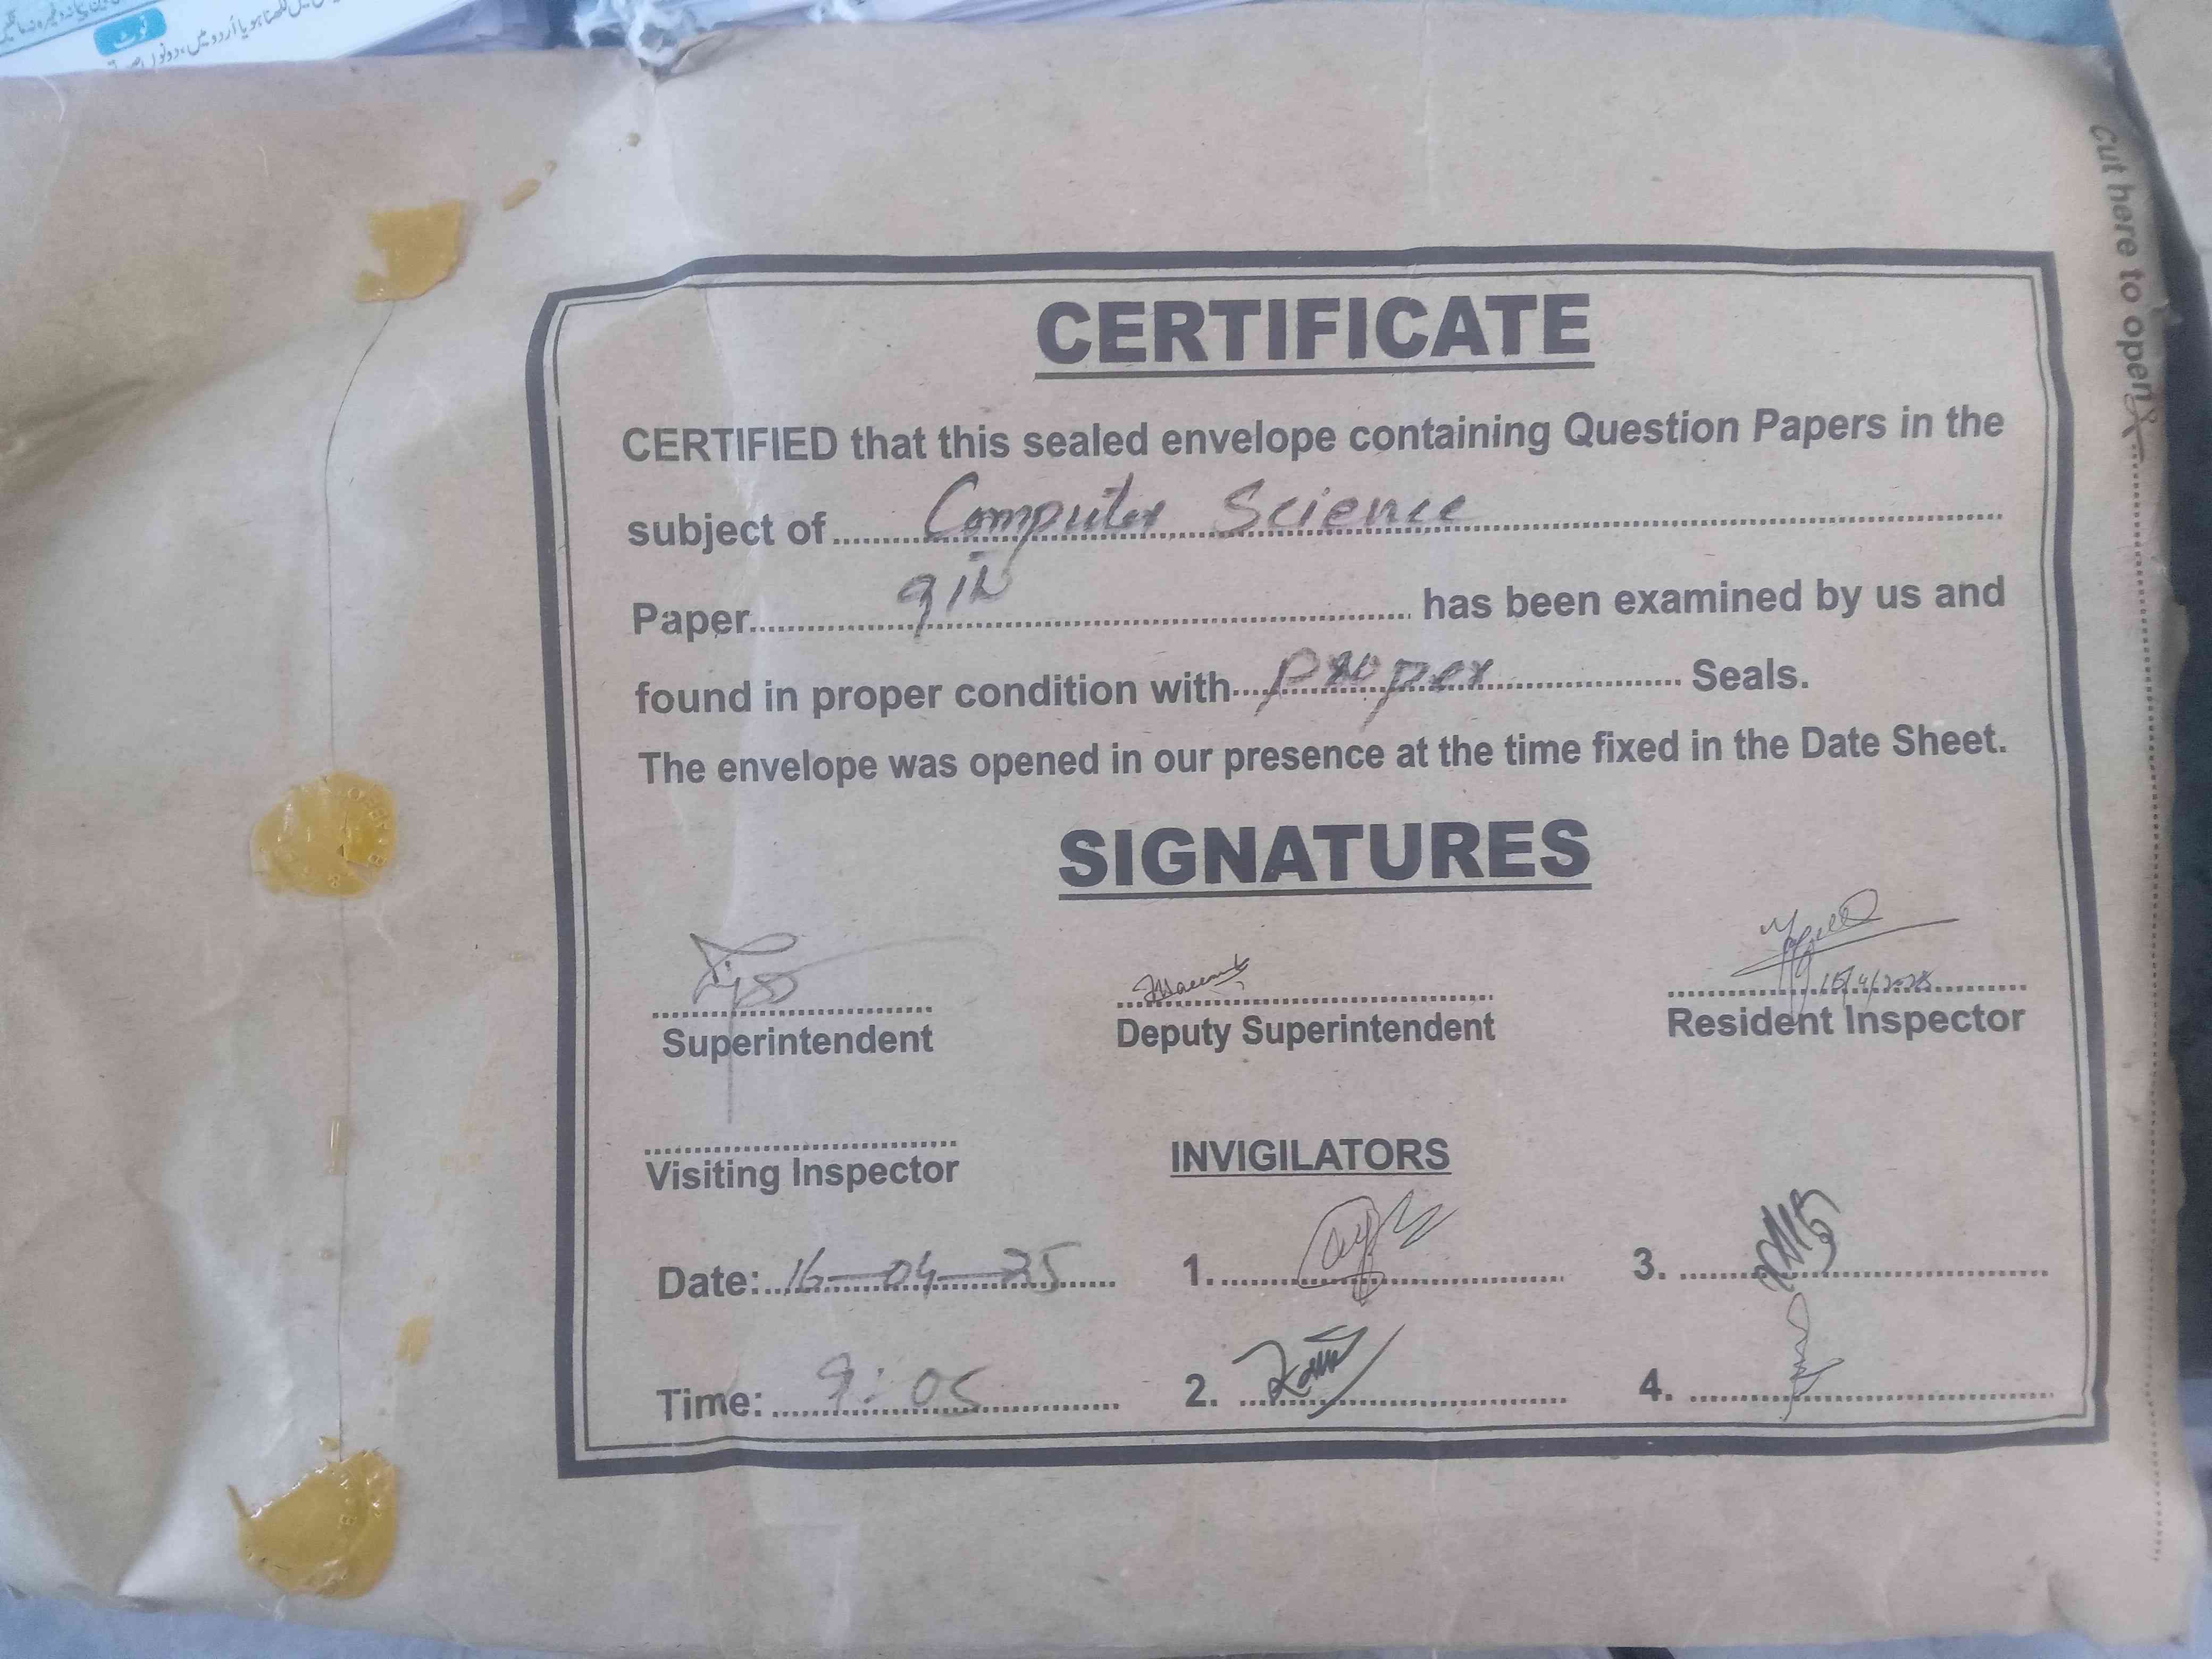 نوٹ
Cut here to open
CERTIFICATE
CERTIFIED that this sealed envelope containing Question Papers in the
subject of Computer Science
Paper 9th has been examined by us and
found in proper condition with proper Seals.
The envelope was opened in our presence at the time fixed in the Date Sheet.
SIGNATURES
Superintendent Deputy Superintendent Resident Inspector
Visiting Inspector INVIGILATORS
Date: 16-04-25 1. 3.
Time: 9:05 2. 4.